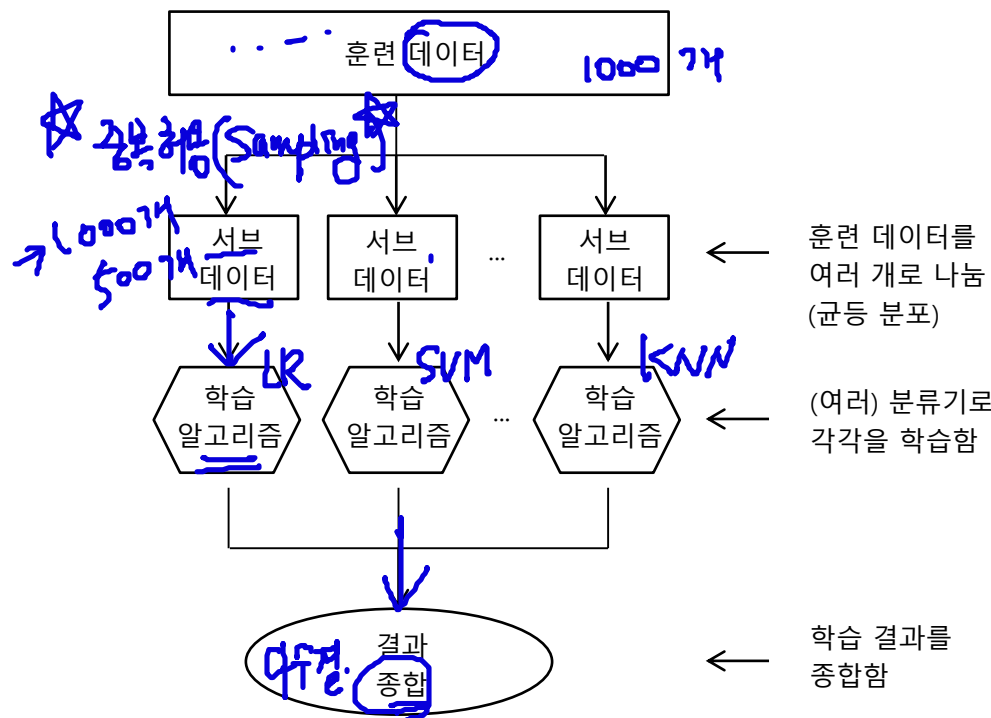 훈련 데이터
1000 개
중복허용(Sampling)
1000개
500개
서브
데이터
서브
데이터
...
서브
데이터
훈련 데이터를
여러 개로 나눔
(균등 분포)
LR
SVM
KNN
학습
알고리즘
학습
알고리즘
...
학습
알고리즘
(여러) 분류기로
각각을 학습함
다수결.
결과
종합
학습 결과를
종합함